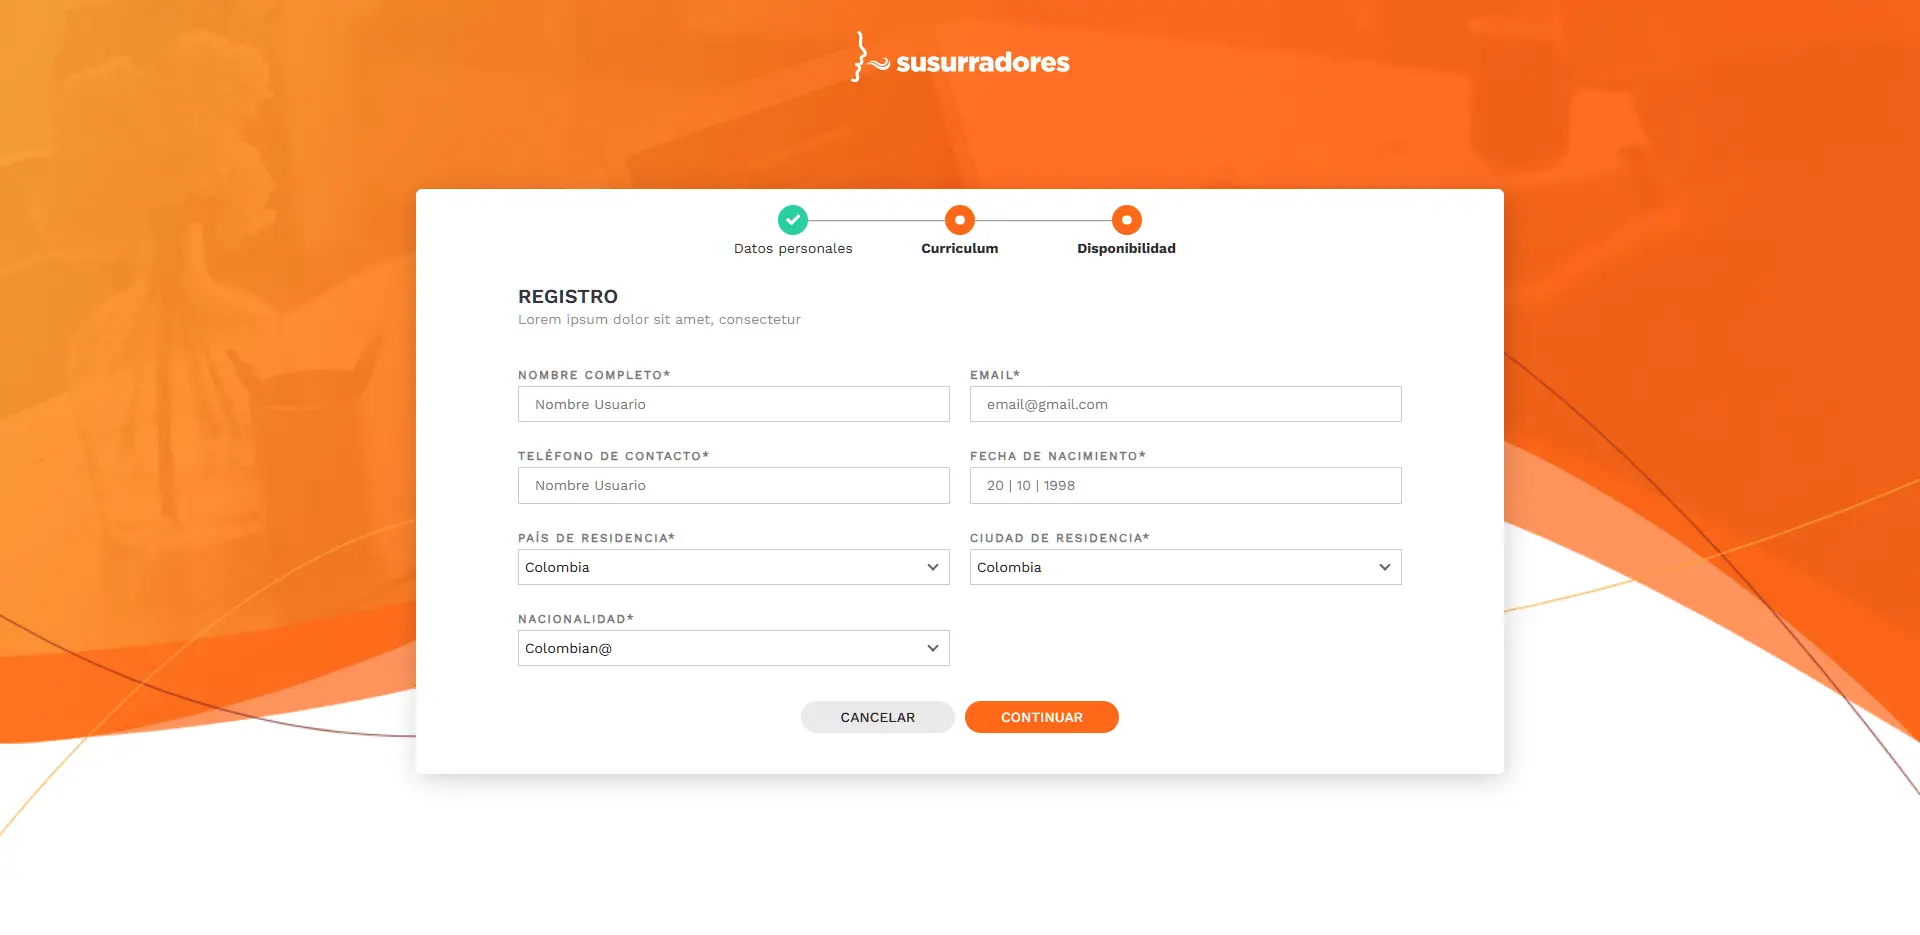 susurradores
Datos personales
Curriculum
Disponibilidad
REGISTRO
Lorem ipsum dolor sit amet, consectetur
NOMBRE COMPLETO*
EMAIL*
Nombre Usuario
email@gmail.com
TELÉFONO DE CONTACTO*
FECHA DE NACIMIENTO*
Nombre Usuario
20 | 10 | 1998
PAÍS DE RESIDENCIA*
CIUDAD DE RESIDENCIA*
Colombia
Colombia
NACIONALIDAD*
Colombian@
CANCELAR
CONTINUAR